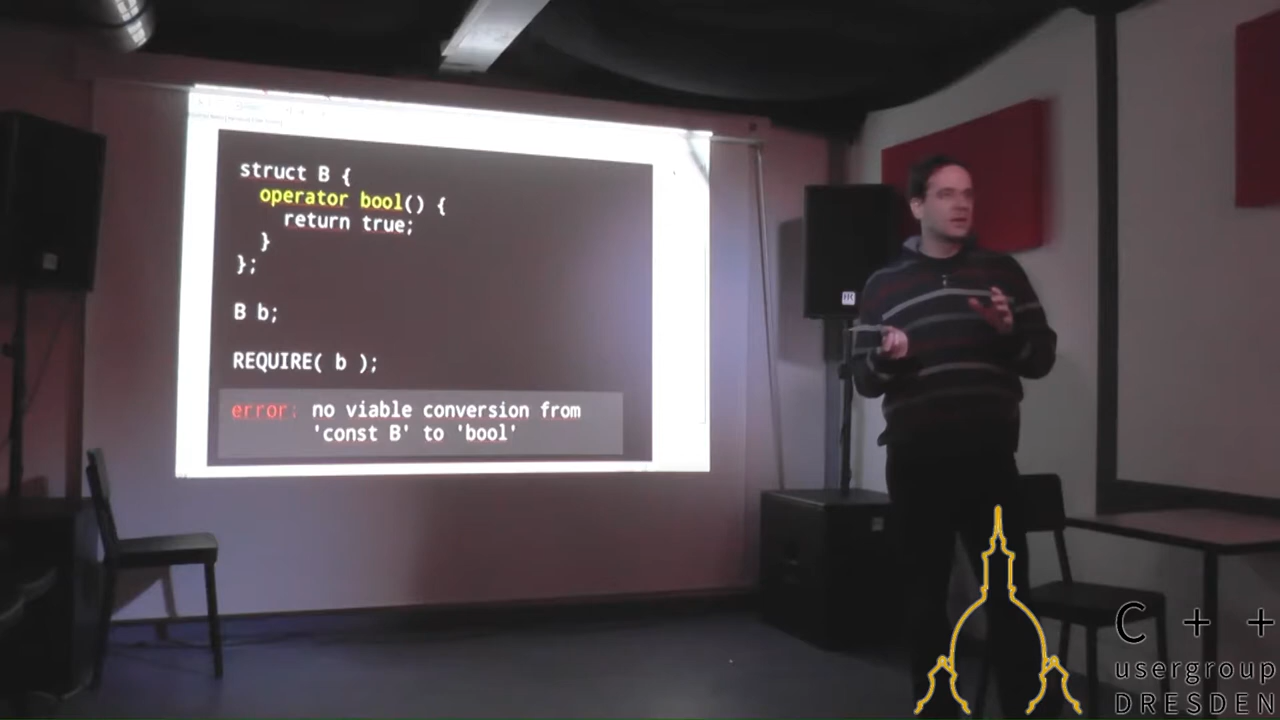 struct B {
operator bool() {
return true;
}
};
B b;
REQUIRE( b );
error: no viable conversion from
'const B' to 'bool'
C + +
usergroup
DRESDEN